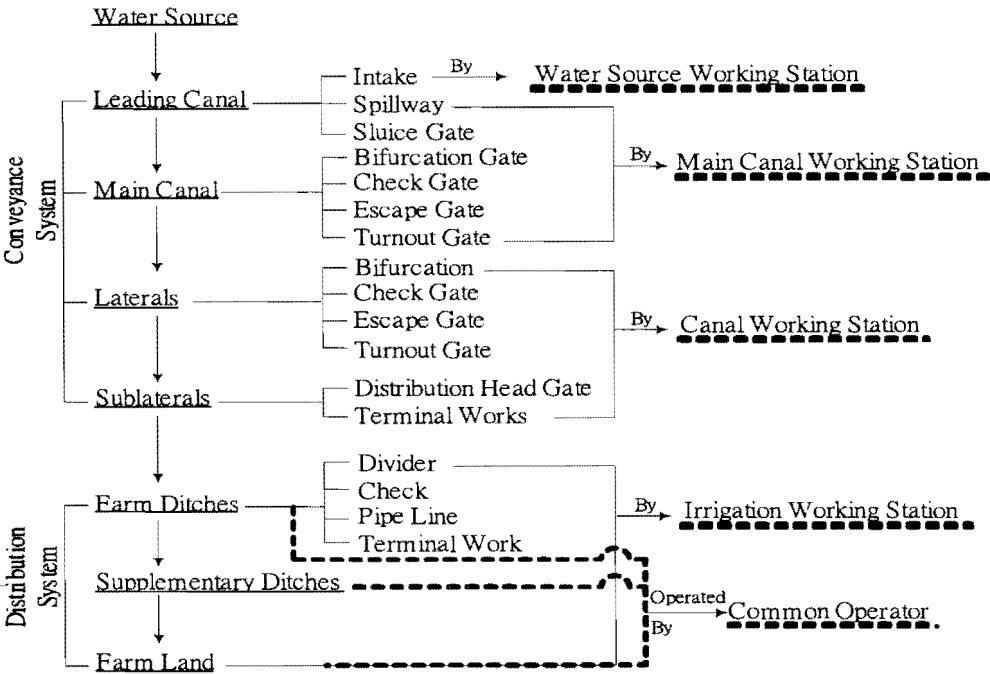 Water Source
Intake By Water Source Working Station
Leading Canal Spillway
Sluice Gate
Bifurcation Gate
By Main Canal Working Station
Main Canal Check Gate
Escape Gate
Turnout Gate
Conveyance
System
Bifurcation
Laterals Check Gate
Escape Gate
By Canal Working Station
Turnout Gate
Distribution Head Gate
Sublaterals Terminal Works
Divider
Check
Farm Ditches By Irrigation Working Station
Pipe Line
Terminal Work
Distribution
System
Supplementary Ditches
Operated
By
Common Operator
Farm Land